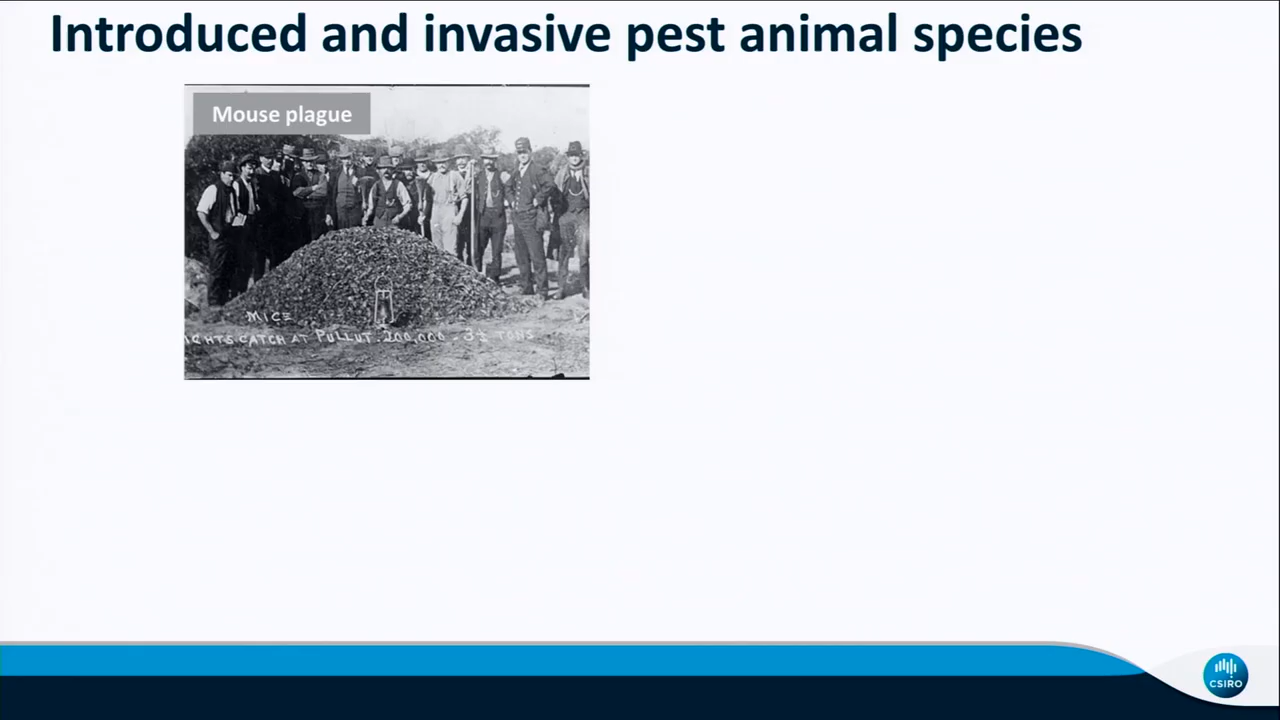 Introduced and invasive pest animal species
Mouse plague
MICE
IGHTS CATCH AT PULLUT. 200,000 - 3½ TONS
CSIRO